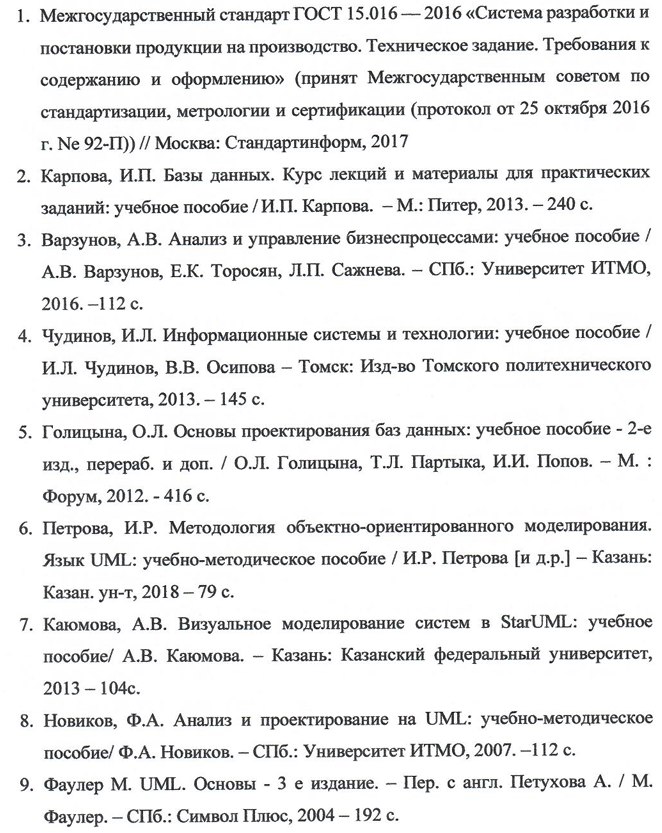 1. Межгосударственный стандарт ГОСТ 15.016 — 2016 «Система разработки и
постановки продукции на производство. Техническое задание. Требования к
содержанию и оформлению» (принят Межгосударственным советом по
стандартизации, метрологии и сертификации (протокол от 25 октября 2016
г. Ne 92-П)) // Москва: Стандартинформ, 2017
2. Карпова, И.П. Базы данных. Курс лекций и материалы для практических
заданий: учебное пособие / И.П. Карпова. – М.: Питер, 2013. – 240 с.
3. Варзунов, А.В. Анализ и управление бизнеспроцессами: учебное пособие /
А.В. Варзунов, Е.К. Торосян, Л.П. Сажнева. – СПб.: Университет ИТМО,
2016. –112 с.
4. Чудинов, И.Л. Информационные системы и технологии: учебное пособие /
И.Л. Чудинов, В.В. Осипова – Томск: Изд-во Томского политехнического
университета, 2013. – 145 с.
5. Голицына, О.Л. Основы проектирования баз данных: учебное пособие - 2-е
изд., перераб. и доп. / О.Л. Голицына, Т.Л. Партыка, И.И. Попов. – М. :
Форум, 2012. - 416 с.
6. Петрова, И.Р. Методология объектно-ориентированного моделирования.
Язык UML: учебно-методическое пособие / И.Р. Петрова [и д.р.] – Казань:
Казан. ун-т, 2018 – 79 с.
7. Каюмова, А.В. Визуальное моделирование систем в StarUML: учебное
пособие/ А.В. Каюмова. – Казань: Казанский федеральный университет,
2013 – 104с.
8. Новиков, Ф.А. Анализ и проектирование на UML: учебно-методическое
пособие/ Ф.А. Новиков. – СПб.: Университет ИТМО, 2007. –112 с.
9. Фаулер М. UML. Основы - 3 е издание. – Пер. с англ. Петухова А. / М.
Фаулер. – СПб.: Символ Плюс, 2004 – 192 с.